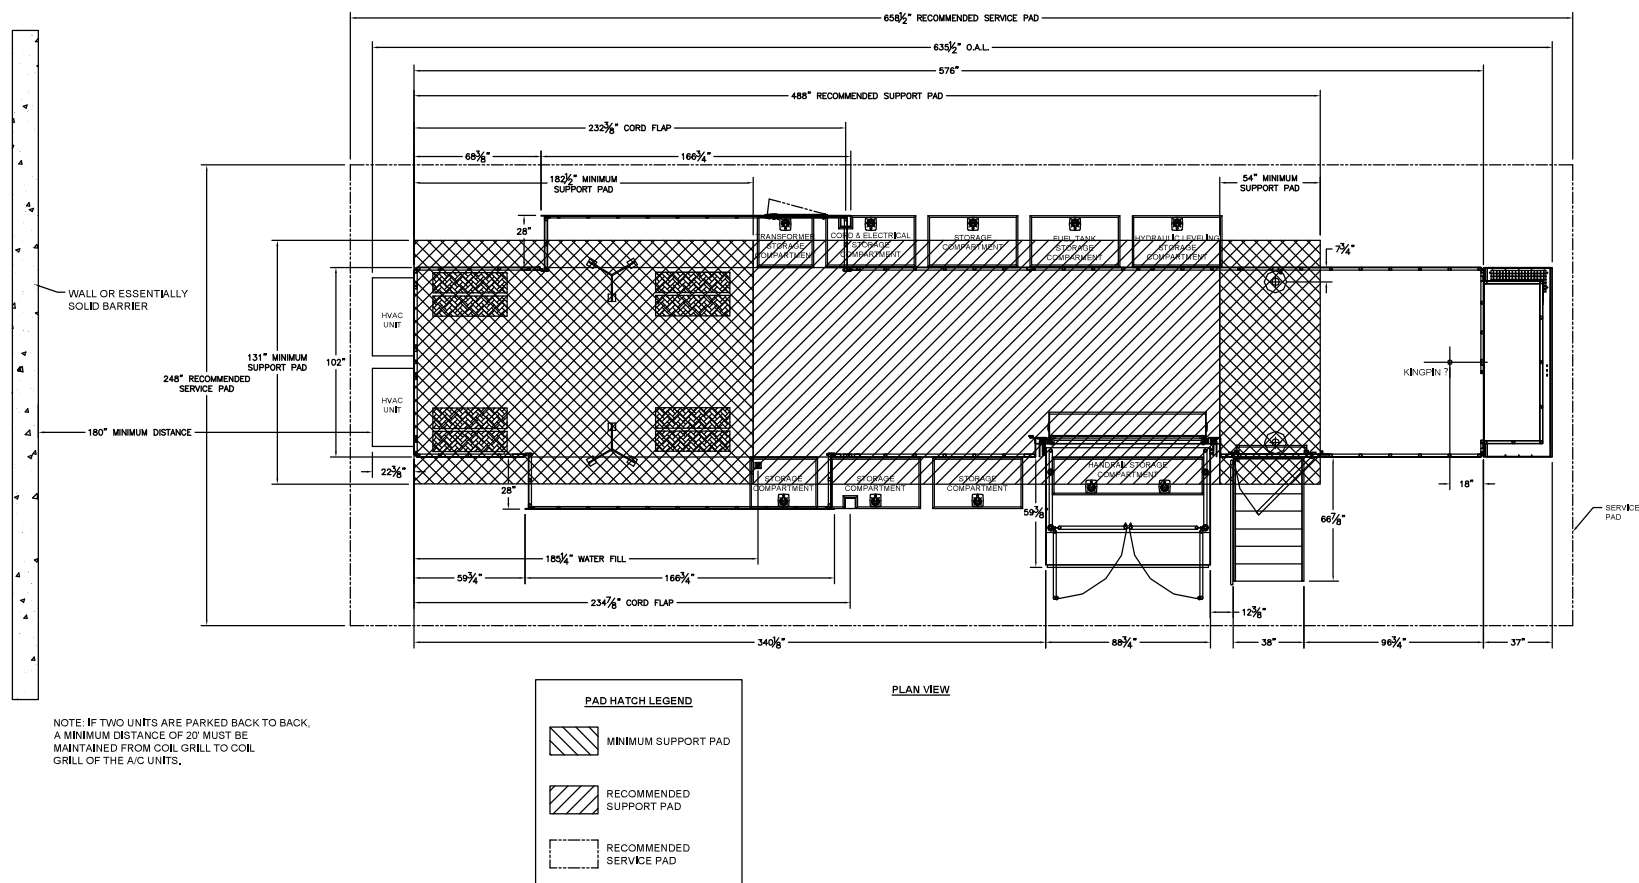 658½" RECOMMENDED SERVICE PAD
635½" O.A.L.
576"
488" RECOMMENDED SUPPORT PAD
232⅜" CORD FLAP
68⅜"
166¾"
182½" MINIMUM
SUPPORT PAD
54" MINIMUM
SUPPORT PAD
28"
TRANSFORMER
STORAGE
COMPARTMENT
CORD & ELECTRICAL
STORAGE
COMPARTMENT
STORAGE
COMPARTMENT
FUEL TANK
STORAGE
COMPARTMENT
HYDRAULIC LEVELING
STORAGE
COMPARTMENT
7¾"
WALL OR ESSENTIALLY
SOLID BARRIER
HVAC
UNIT
131" MINIMUM
SUPPORT PAD
102"
248" RECOMMENDED
SERVICE PAD
KINGPIN ?
HVAC
UNIT
180" MINIMUM DISTANCE
22⅜"
28"
STORAGE
COMPARTMENT
STORAGE
COMPARTMENT
STORAGE
COMPARTMENT
HANDRAIL STORAGE
COMPARTMENT
18"
59⅜"
66⅞"
SERVICE
PAD
185¼" WATER FILL
59¾"
166¾"
234⅞" CORD FLAP
12⅜"
340⅛"
88¾"
38"
96¾"
37"
PLAN VIEW
NOTE: IF TWO UNITS ARE PARKED BACK TO BACK,
A MINIMUM DISTANCE OF 20' MUST BE
MAINTAINED FROM COIL GRILL TO COIL
GRILL OF THE A/C UNITS.
PAD HATCH LEGEND
MINIMUM SUPPORT PAD
RECOMMENDED
SUPPORT PAD
RECOMMENDED
SERVICE PAD